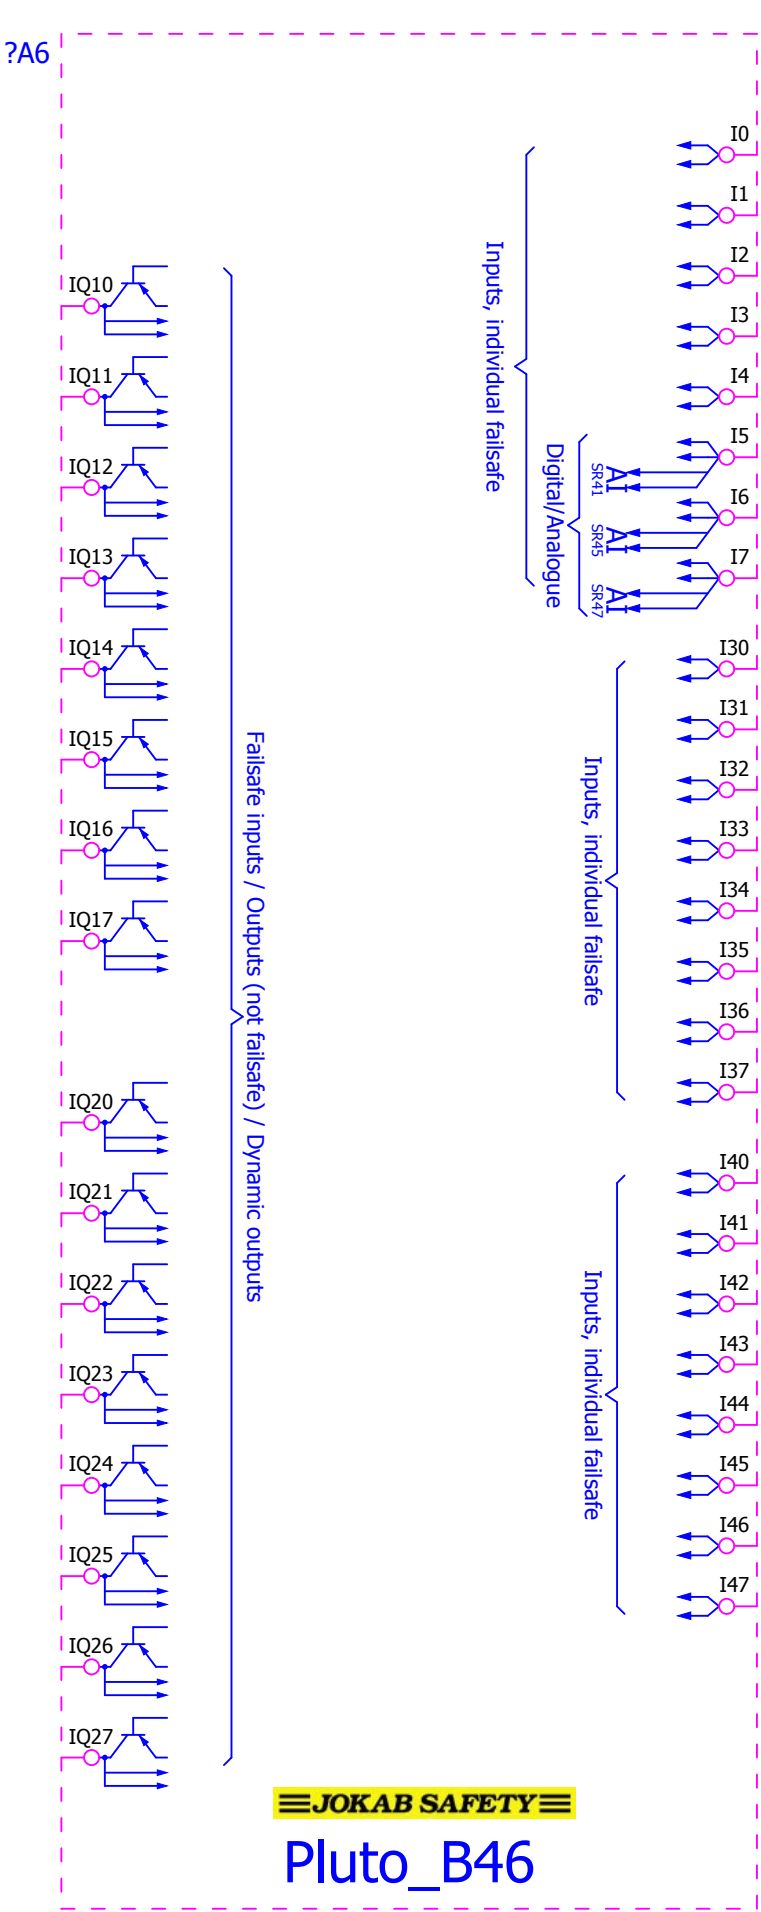 ?A6
I0
I1
I2
I3
I4
I5
I6
I7
Inputs, individual failsafe
Digital/Analogue
AI
SR41
AI
SR45
AI
SR47
I30
I31
I32
I33
I34
I35
I36
I37
Inputs, individual failsafe
I40
I41
I42
I43
I44
I45
I46
I47
Inputs, individual failsafe
IQ10
IQ11
IQ12
IQ13
IQ14
IQ15
IQ16
IQ17
IQ20
IQ21
IQ22
IQ23
IQ24
IQ25
IQ26
IQ27
Failsafe inputs / Outputs (not failsafe) / Dynamic outputs
JOKAB SAFETY
Pluto_B46